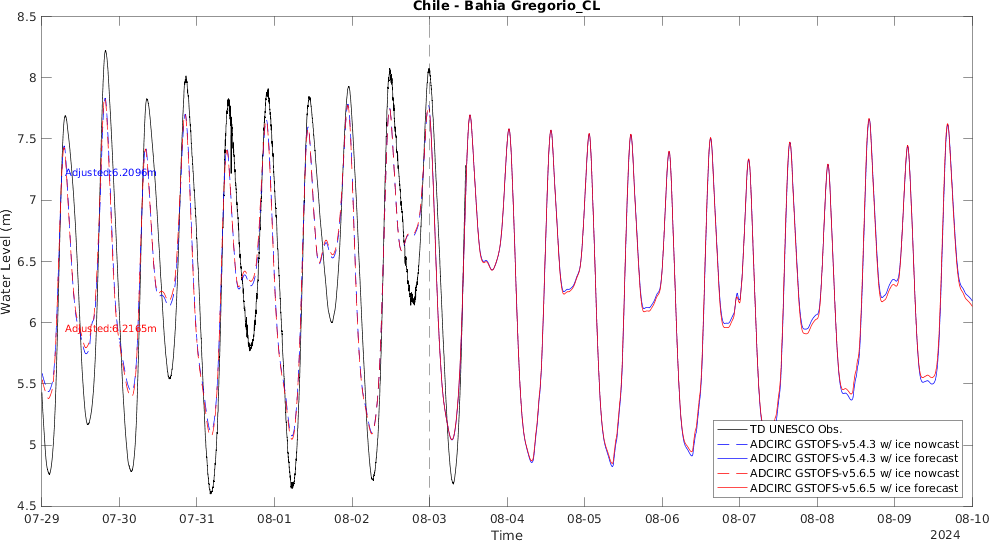 Chile - Bahia Gregorio_CL
8.5
8
7.5
7
6.5
6
5.5
5
4.5
Water Level (m)
Adjusted:6.2096m
Adjusted:6.2165m
TD UNESCO Obs.
ADCIRC GSTOFS-v5.4.3 w/ ice nowcast
ADCIRC GSTOFS-v5.4.3 w/ ice forecast
ADCIRC GSTOFS-v5.6.5 w/ ice nowcast
ADCIRC GSTOFS-v5.6.5 w/ ice forecast
07-29 07-30 07-31 08-01 08-02 08-03 08-04 08-05 08-06 08-07 08-08 08-09 08-10
Time
2024